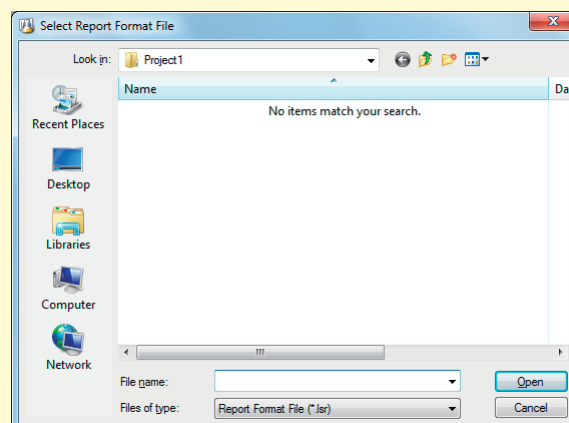 Select Report Format File
Look in: Project1
Name Da
No items match your search.
Recent Places
Desktop
Libraries
Computer
Network
File name: Open
Files of type: Report Format File (*.lsr) Cancel